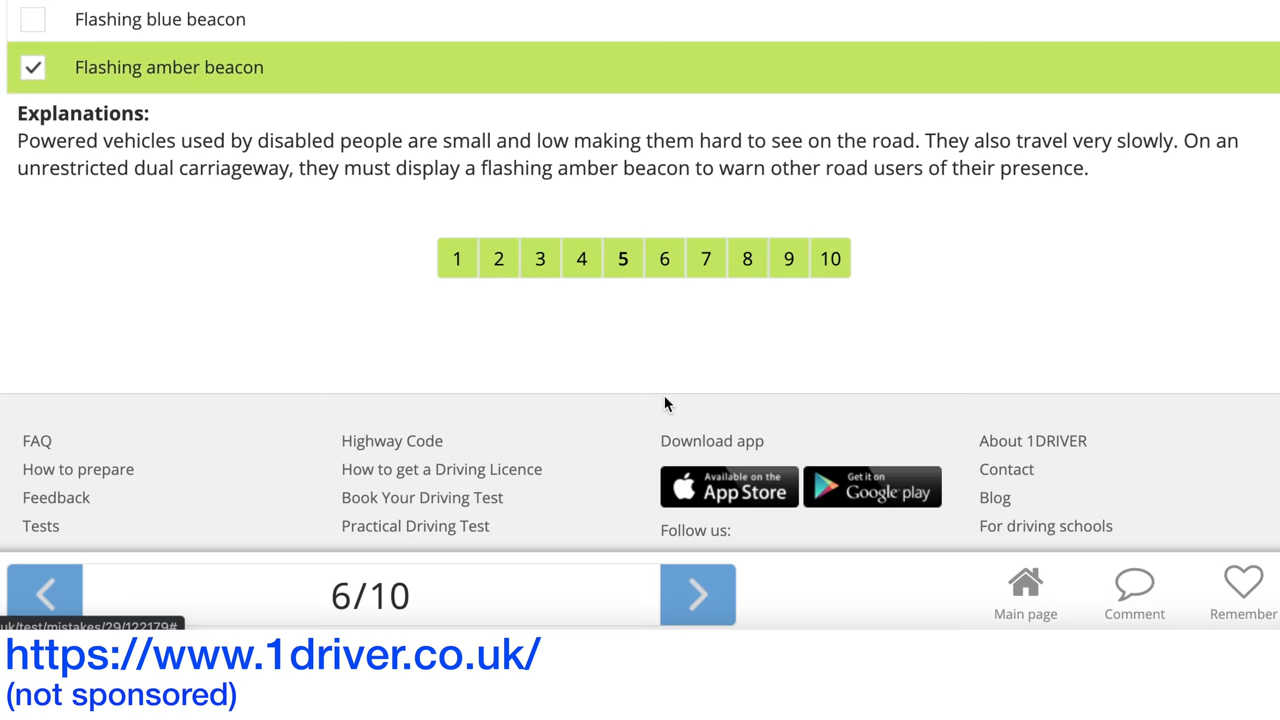 Flashing blue beacon
Flashing amber beacon
Explanations:
Powered vehicles used by disabled people are small and low making them hard to see on the road. They also travel very slowly. On an
unrestricted dual carriageway, they must display a flashing amber beacon to warn other road users of their presence.
1 2 3 4 5 6 7 8 9 10
FAQ
How to prepare
Feedback
Tests
Highway Code
How to get a Driving Licence
Book Your Driving Test
Practical Driving Test
Download app
Available on the
App Store
Get it on
Google play
Follow us:
About 1DRIVER
Contact
Blog
For driving schools
6/10
Main page
Comment
Remember
uk/test/mistakes/29/122179#
https://www.1driver.co.uk/
(not sponsored)